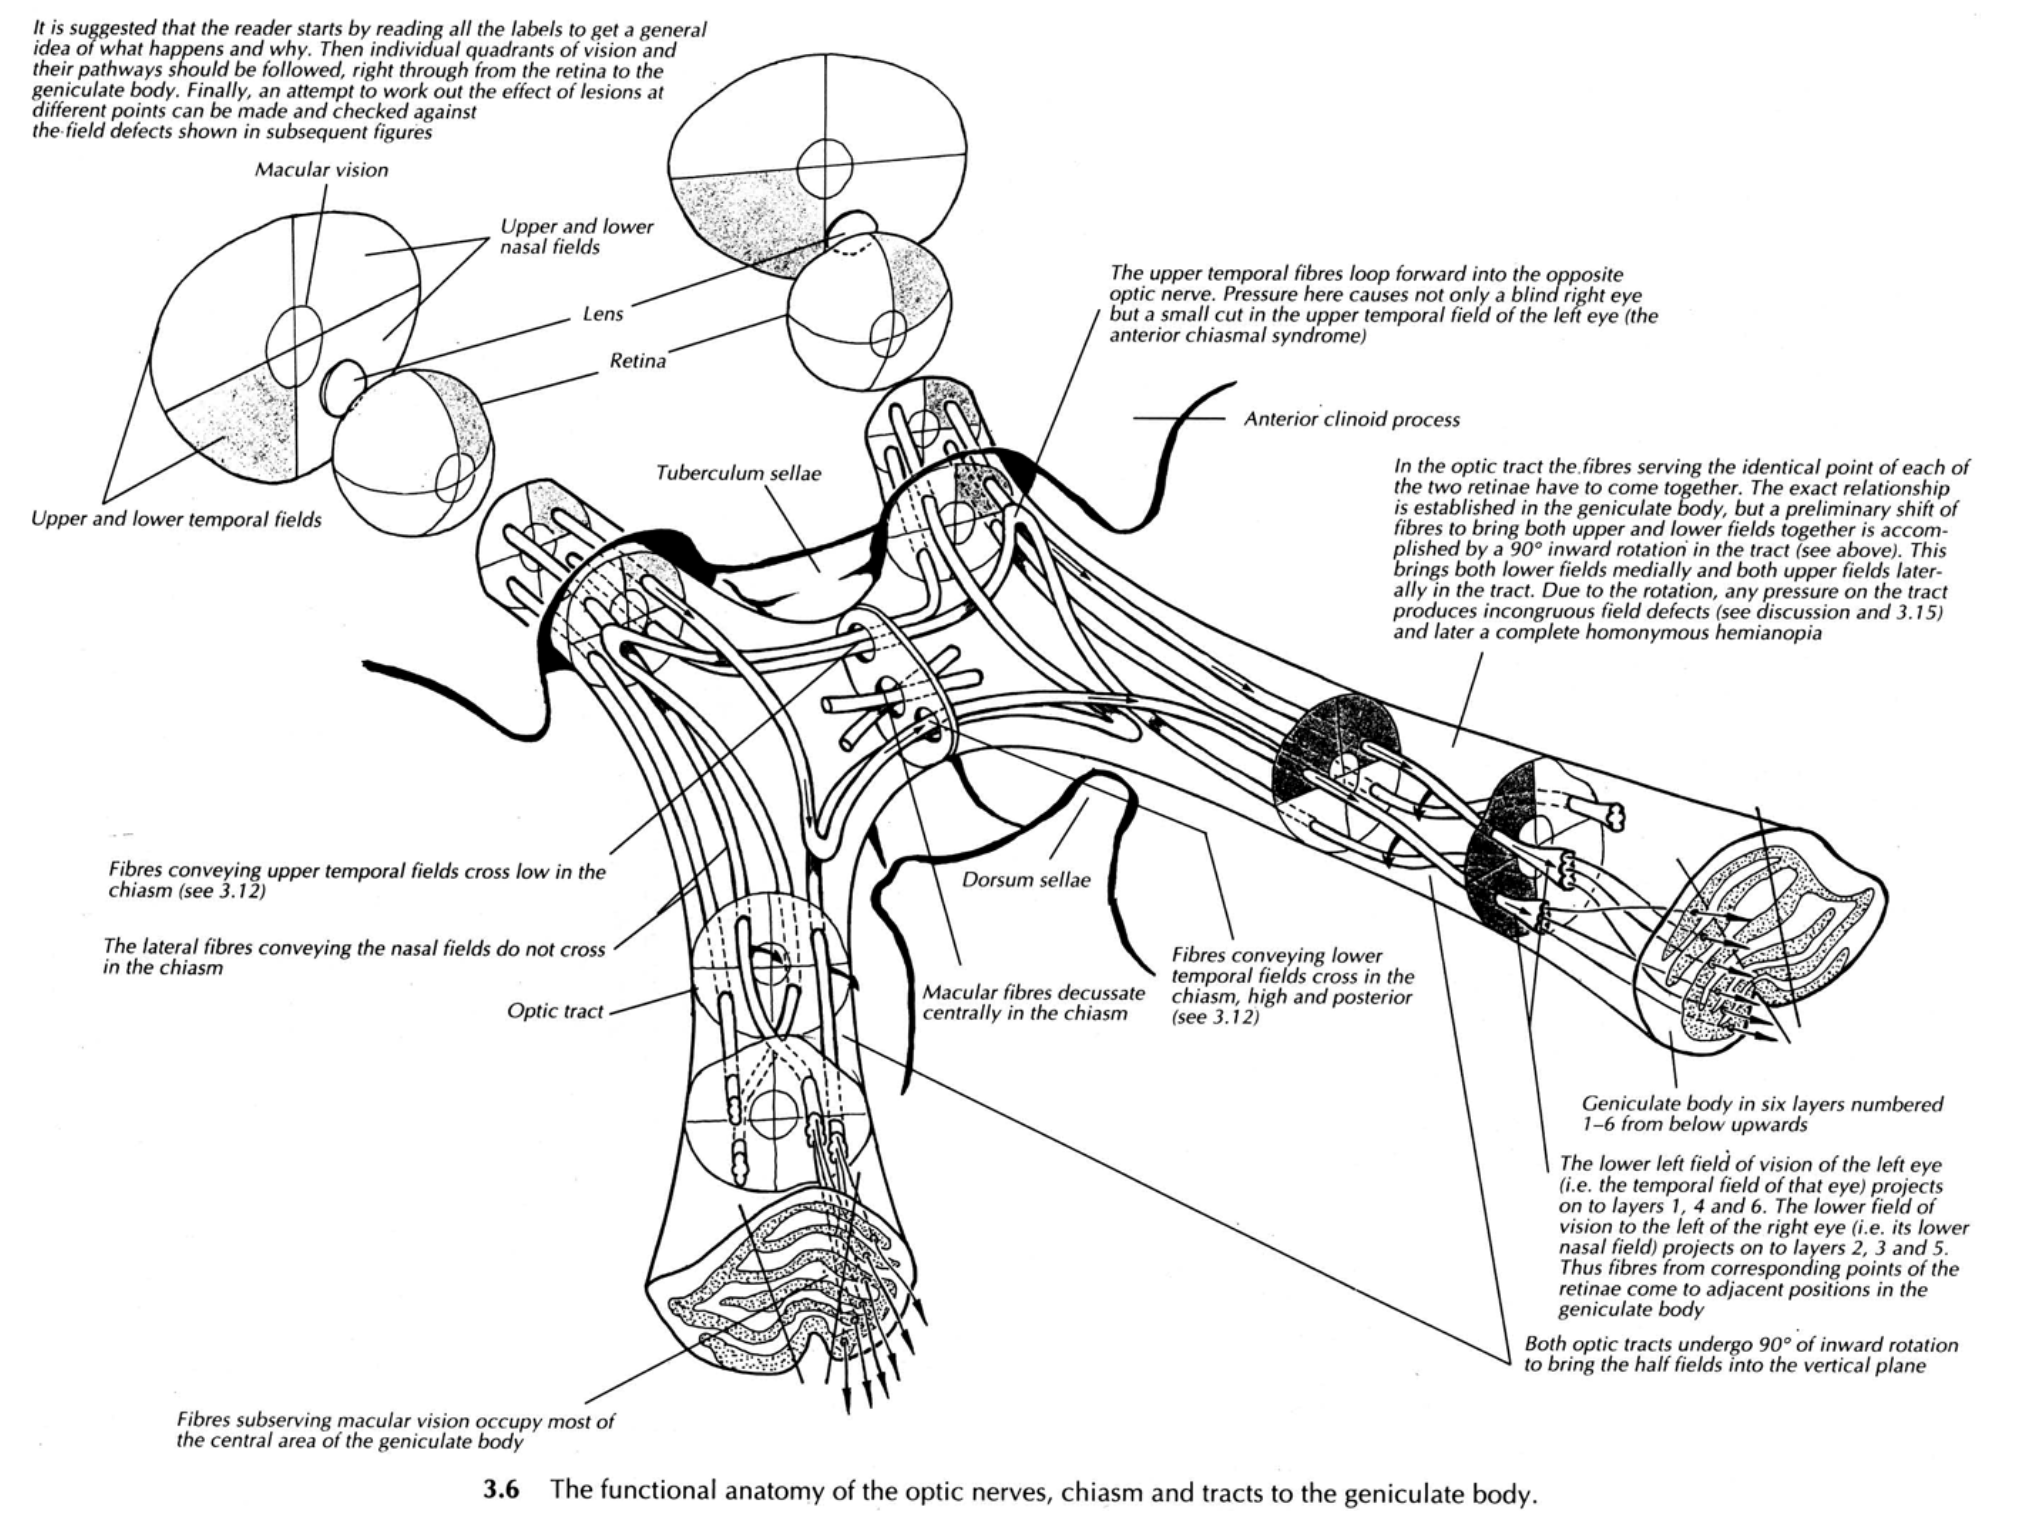 It is suggested that the reader starts by reading all the labels to get a general
idea of what happens and why. Then individual quadrants of vision and
their pathways should be followed, right through from the retina to the
geniculate body. Finally, an attempt to work out the effect of lesions at
different points can be made and checked against
the field defects shown in subsequent figures
Macular vision
Upper and lower
nasal fields
Lens
Retina
Upper and lower temporal fields
Tuberculum sellae
The upper temporal fibres loop forward into the opposite
optic nerve. Pressure here causes not only a blind right eye
but a small cut in the upper temporal field of the left eye (the
anterior chiasmal syndrome)
Anterior clinoid process
In the optic tract the fibres serving the identical point of each of
the two retinae have to come together. The exact relationship
is established in the geniculate body, but a preliminary shift of
fibres to bring both upper and lower fields together is accom-
plished by a 90° inward rotation in the tract (see above). This
brings both lower fields medially and both upper fields later-
ally in the tract. Due to the rotation, any pressure on the tract
produces incongruous field defects (see discussion and 3.15)
and later a complete homonymous hemianopia
Fibres conveying upper temporal fields cross low in the
chiasm (see 3.12)
The lateral fibres conveying the nasal fields do not cross
in the chiasm
Optic tract
Dorsum sellae
Macular fibres decussate
centrally in the chiasm
Fibres conveying lower
temporal fields cross in the
chiasm, high and posterior
(see 3.12)
Geniculate body in six layers numbered
1–6 from below upwards
The lower left field of vision of the left eye
(i.e. the temporal field of that eye) projects
on to layers 1, 4 and 6. The lower field of
vision to the left of the right eye (i.e. its lower
nasal field) projects on to layers 2, 3 and 5.
Thus fibres from corresponding points of the
retinae come to adjacent positions in the
geniculate body
Both optic tracts undergo 90° of inward rotation
to bring the half fields into the vertical plane
Fibres subserving macular vision occupy most of
the central area of the geniculate body
3.6 The functional anatomy of the optic nerves, chiasm and tracts to the geniculate body.